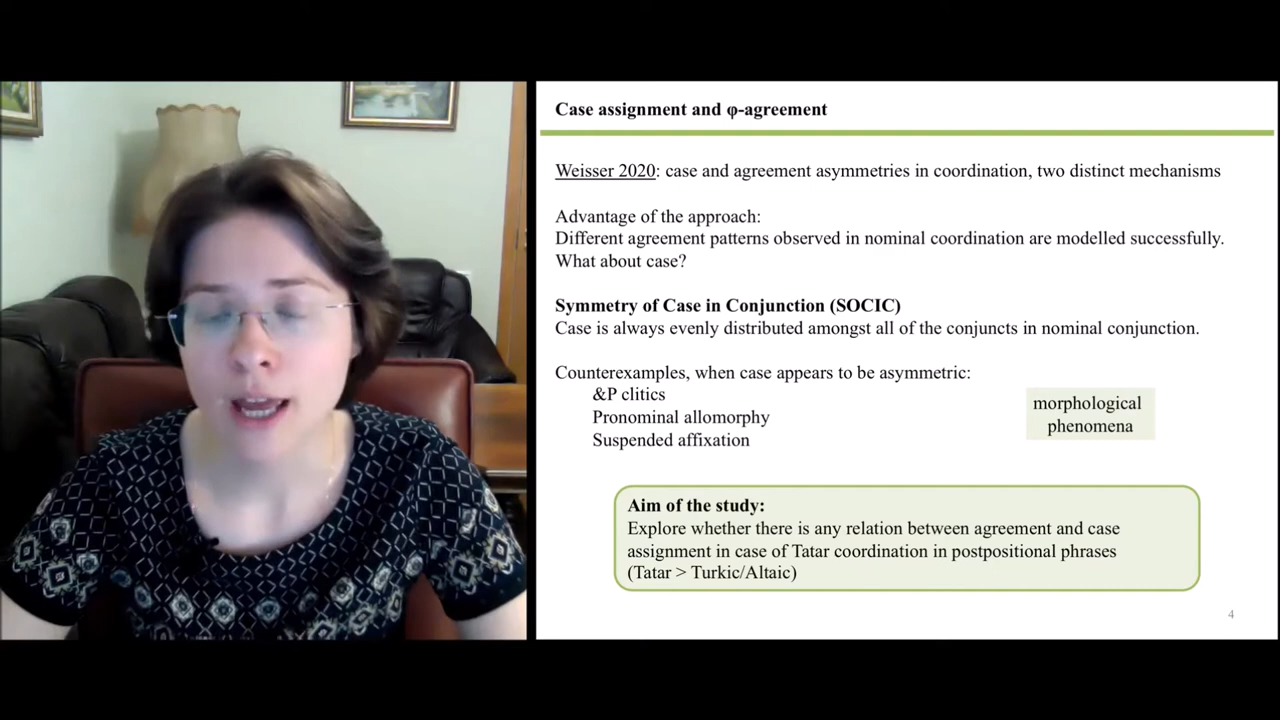 Case assignment and φ-agreement
Weisser 2020: case and agreement asymmetries in coordination, two distinct mechanisms
Advantage of the approach:
Different agreement patterns observed in nominal coordination are modelled successfully.
What about case?
Symmetry of Case in Conjunction (SOCIC)
Case is always evenly distributed amongst all of the conjuncts in nominal conjunction.
Counterexamples, when case appears to be asymmetric:
&P clitics
Pronominal allomorphy
Suspended affixation
morphological
phenomena
Aim of the study:
Explore whether there is any relation between agreement and case
assignment in case of Tatar coordination in postpositional phrases
(Tatar > Turkic/Altaic)
4